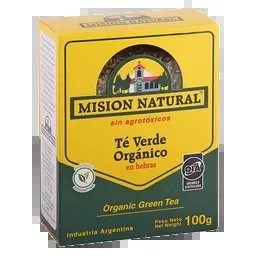 MISION NATURAL®
sin agrotóxicos
Té Verde
Orgánico
en hebras
OIA
Organic Green Tea
Peso Neto
Net Weight 100g
Industria Argentina